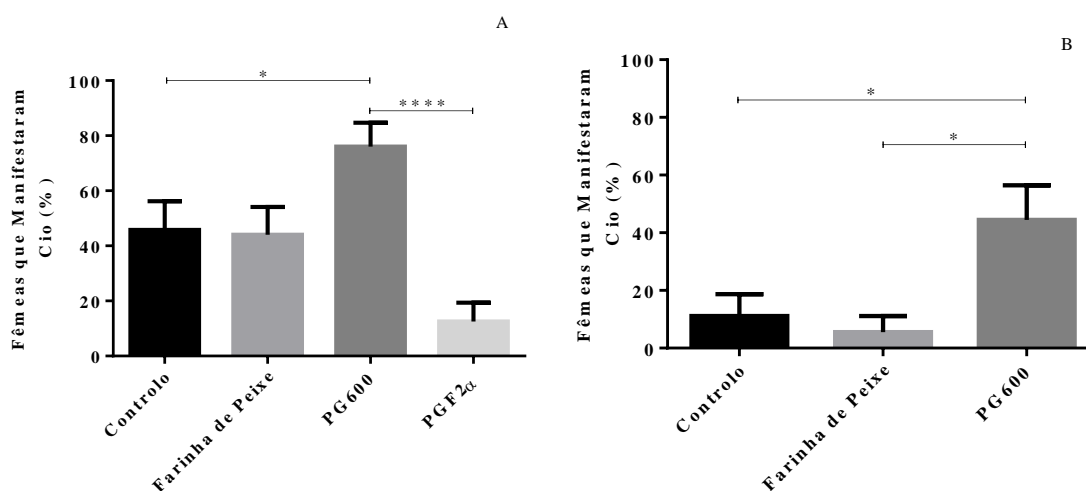 A
Fêmeas que Manifestaram
Cio (%)
100
80
60
40
20
0
*
****
Controlo
Farinha de Peixe
PG600
PGF2α
B
Fêmeas que Manifestaram
Cio (%)
100
80
60
40
20
0
*
*
Controlo
Farinha de Peixe
PG600